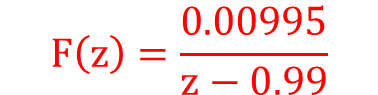 F(z) = 0.00995 / (z − 0.99)